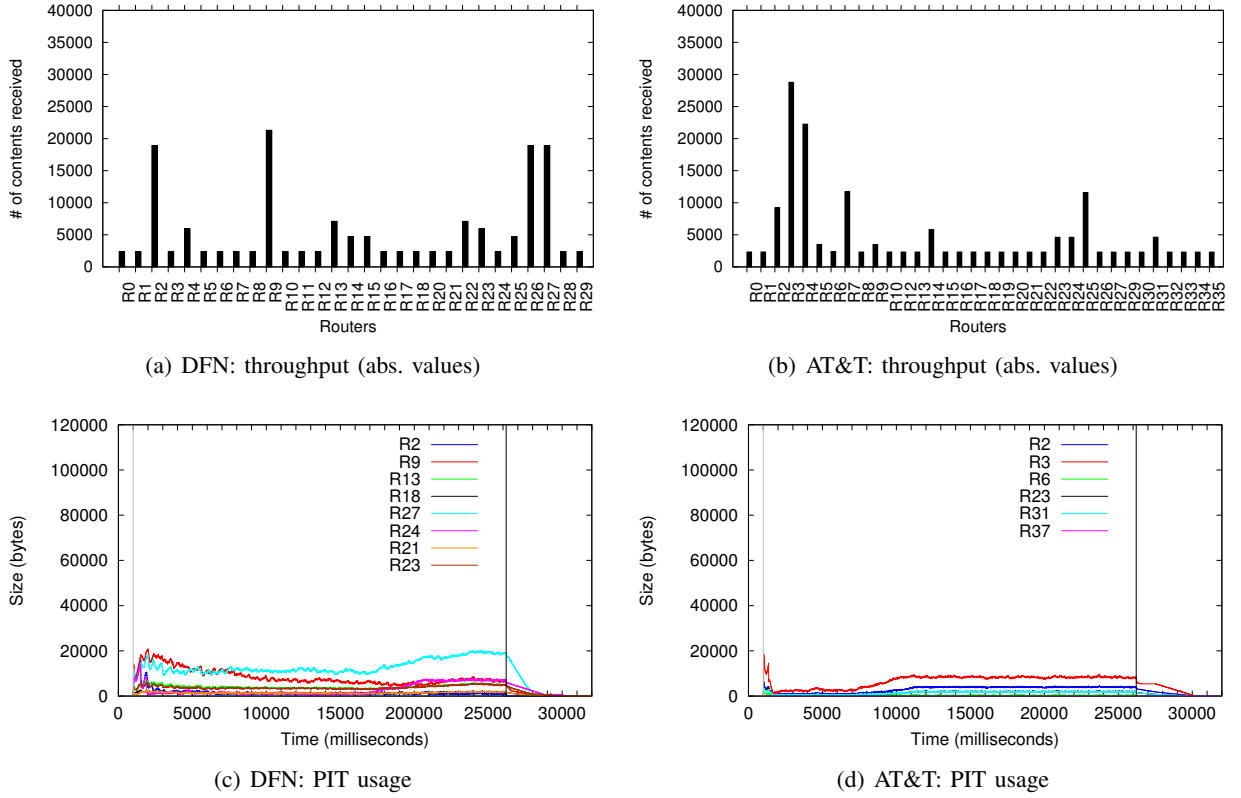 40000
35000
30000
25000
20000
15000
10000
5000
0
# of contents received
R0 R1 R2 R3 R4 R5 R6 R7 R8 R9 R10 R11 R12 R13 R14 R15 R16 R17 R18 R20 R21 R22 R23 R24 R25 R26 R27 R28 R29
Routers
(a) DFN: throughput (abs. values)
40000
35000
30000
25000
20000
15000
10000
5000
0
# of contents received
R0 R1 R2 R3 R4 R5 R6 R7 R8 R9 R10 R12 R13 R14 R15 R16 R17 R18 R19 R20 R21 R22 R23 R24 R25 R26 R27 R29 R30 R31 R32 R33 R34 R35
Routers
(b) AT&T: throughput (abs. values)
120000
100000
80000
60000
40000
20000
0
Size (bytes)
R2
R9
R13
R18
R27
R24
R21
R23
0 5000 10000 15000 20000 25000 30000
Time (milliseconds)
(c) DFN: PIT usage
120000
100000
80000
60000
40000
20000
0
Size (bytes)
R2
R3
R6
R23
R31
R37
0 5000 10000 15000 20000 25000 30000
Time (milliseconds)
(d) AT&T: PIT usage